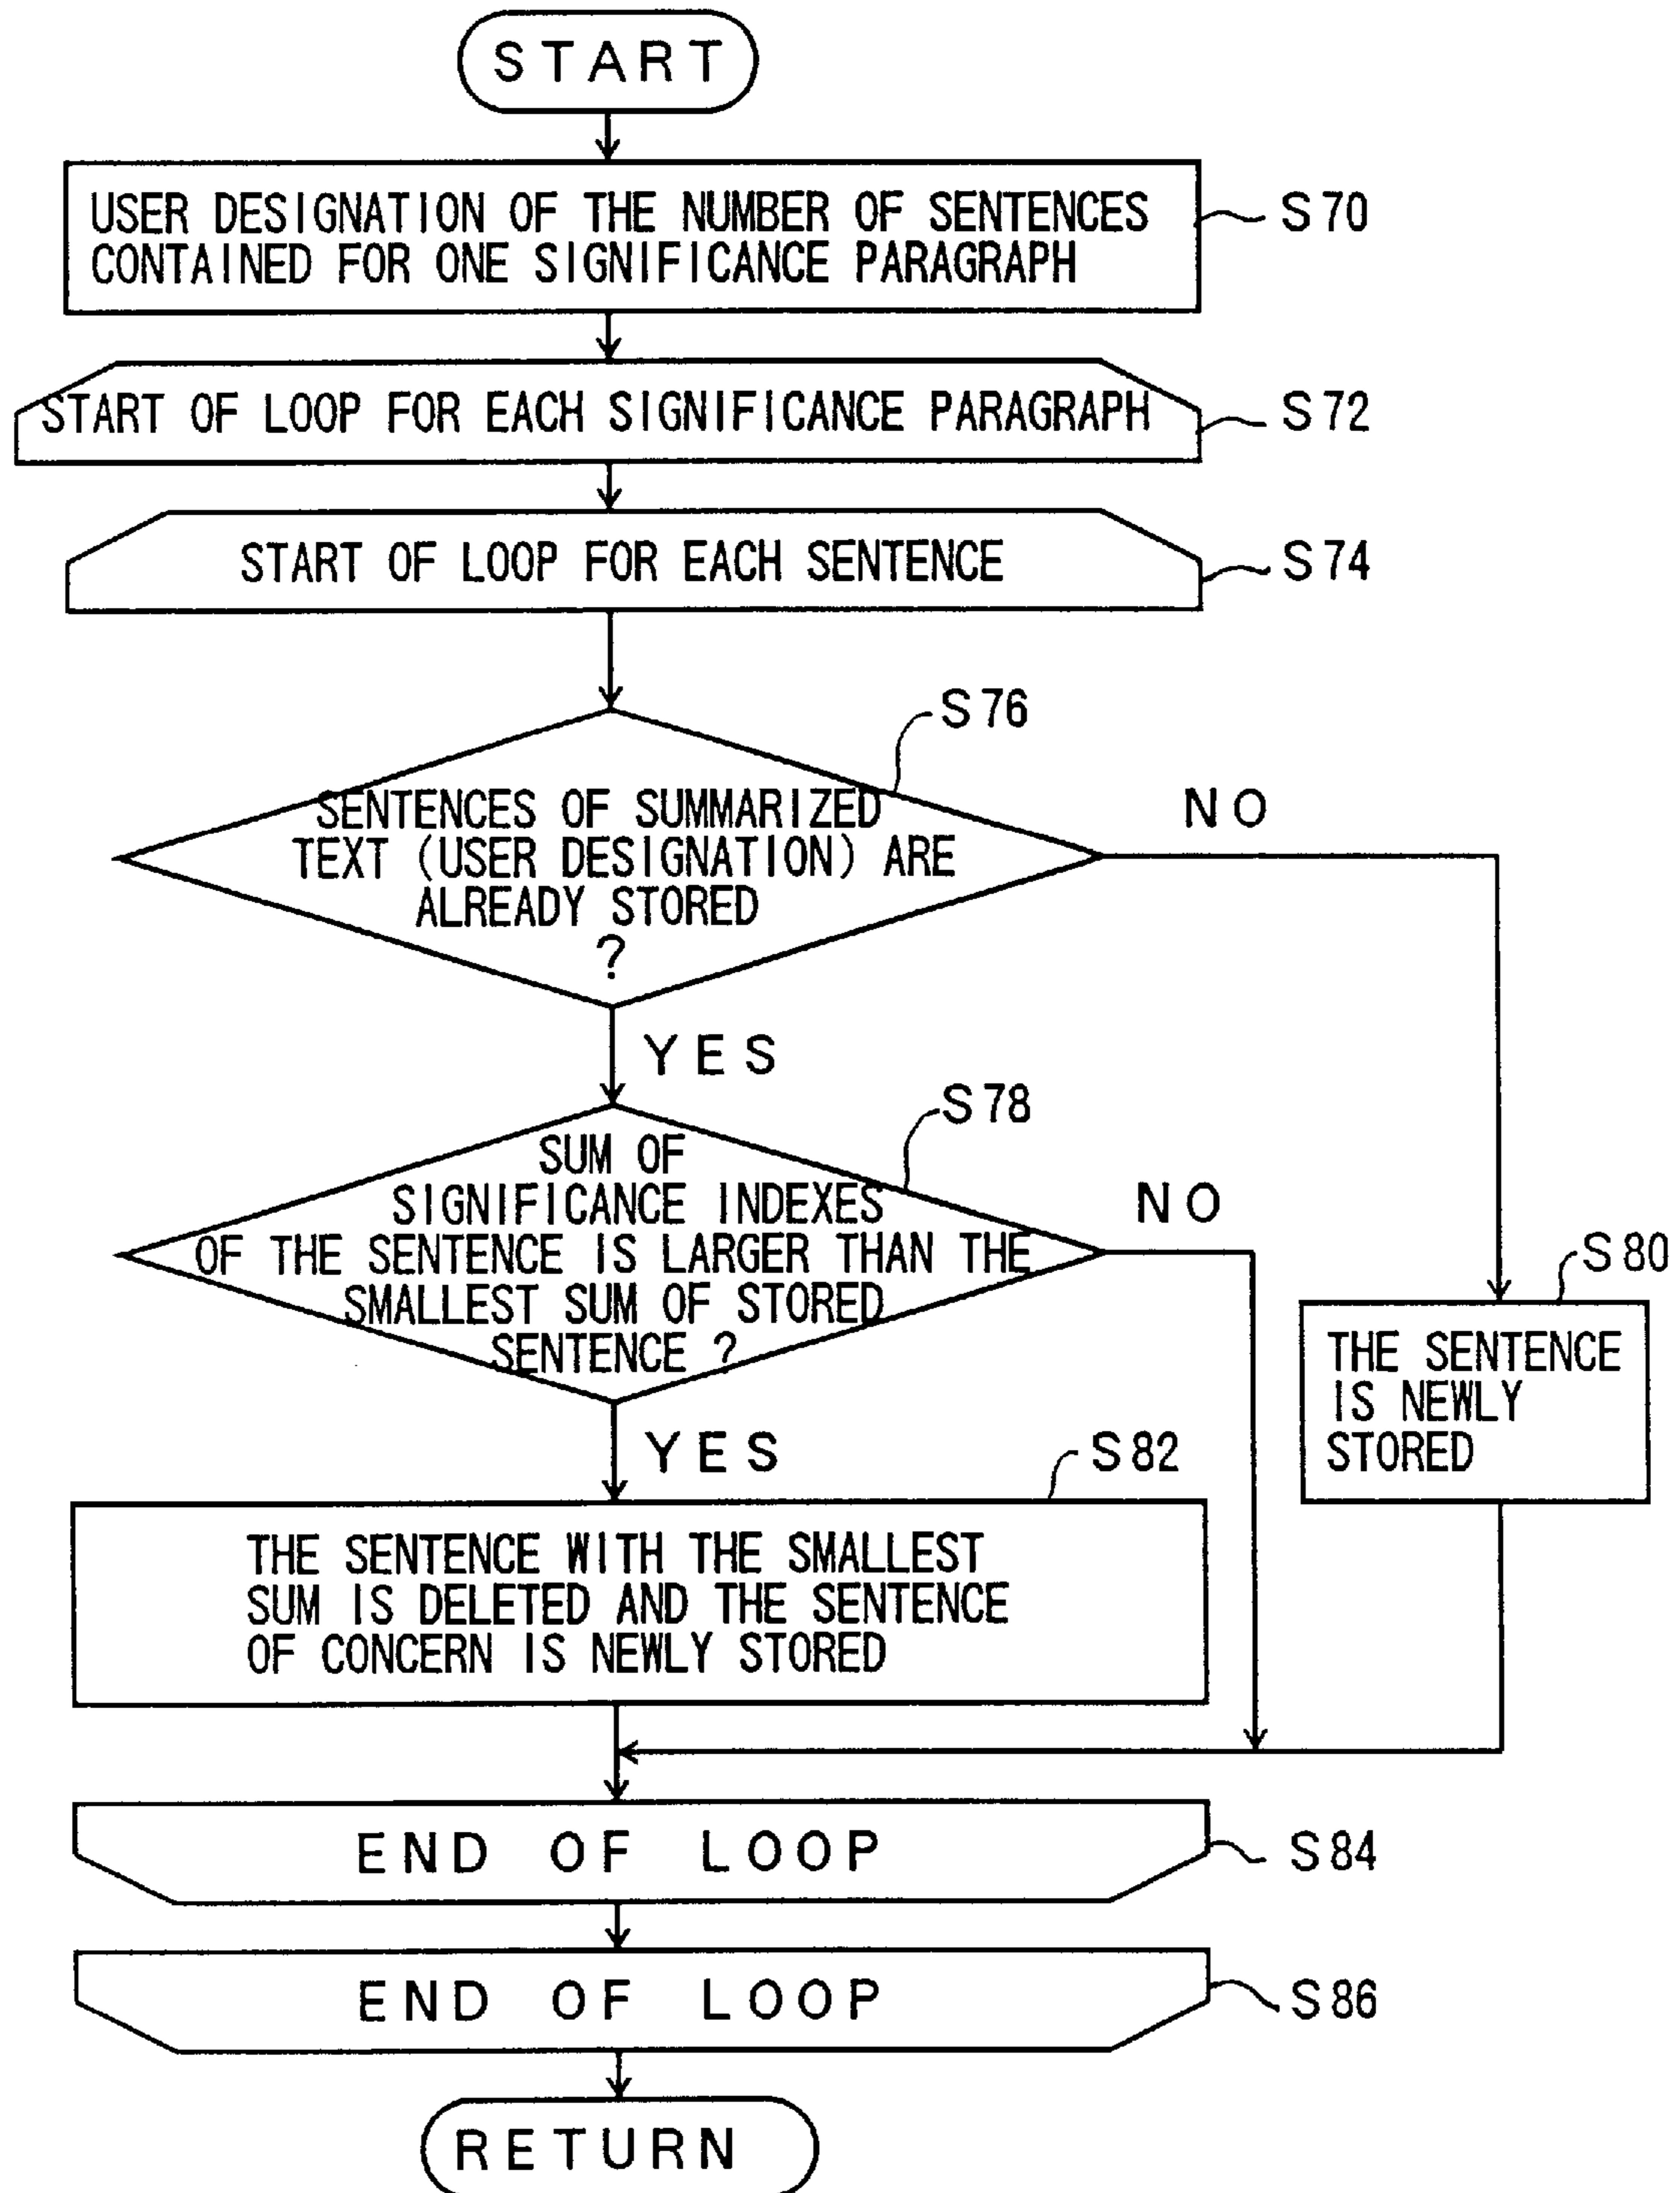 START
USER DESIGNATION OF THE NUMBER OF SENTENCES
CONTAINED FOR ONE SIGNIFICANCE PARAGRAPH
S70
START OF LOOP FOR EACH SIGNIFICANCE PARAGRAPH
S72
START OF LOOP FOR EACH SENTENCE
S74
S76
SENTENCES OF SUMMARIZED
TEXT (USER DESIGNATION) ARE
ALREADY STORED
?
NO
YES
S78
SUM OF
SIGNIFICANCE INDEXES
OF THE SENTENCE IS LARGER THAN THE
SMALLEST SUM OF STORED
SENTENCE ?
NO
S80
THE SENTENCE
IS NEWLY
STORED
YES
S82
THE SENTENCE WITH THE SMALLEST
SUM IS DELETED AND THE SENTENCE
OF CONCERN IS NEWLY STORED
END OF LOOP
S84
END OF LOOP
S86
RETURN